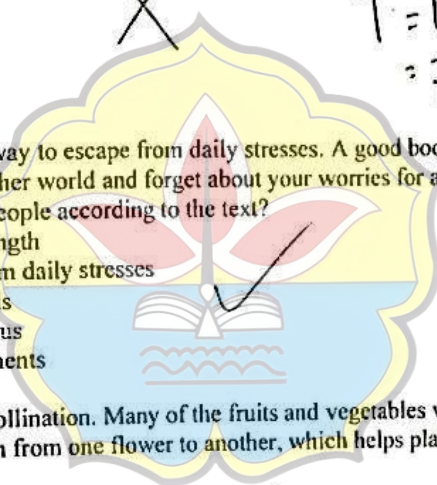 way to escape from daily stresses. A good
her world and forget about your worries for a
eople according to the text?
ngth
m daily stresses
s
us
nents
ollination. Many of the fruits and vegetables
from one flower to another, which helps